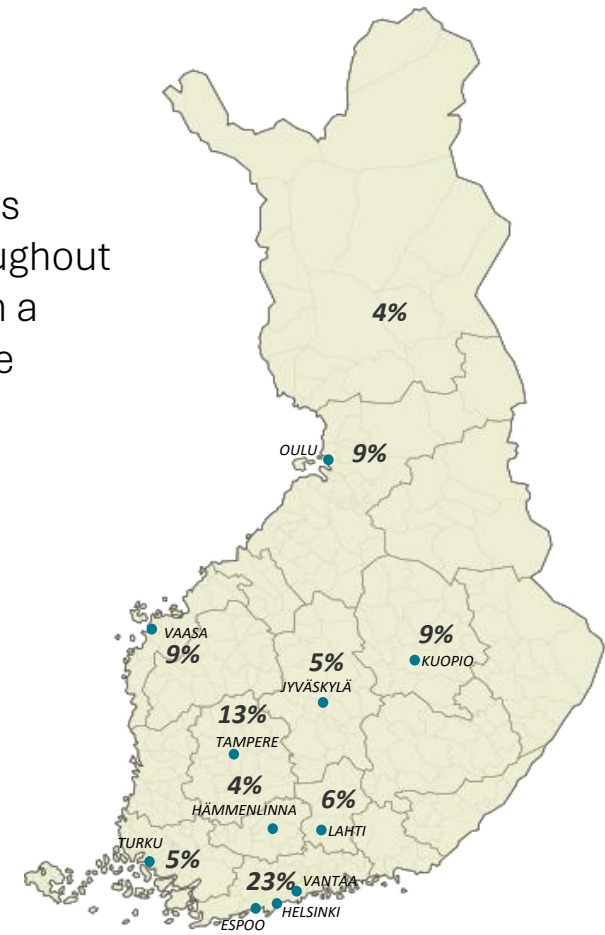 s
ughout
a
e
4%
OULU 9%
VAASA
9%
9%
KUOPIO
5%
JYVÄSKYLÄ
13%
TAMPERE
4%
HÄMMENLINNA
6%
LAHTI
TURKU
5%
23% VANTAA
HELSINKI
ESPOO